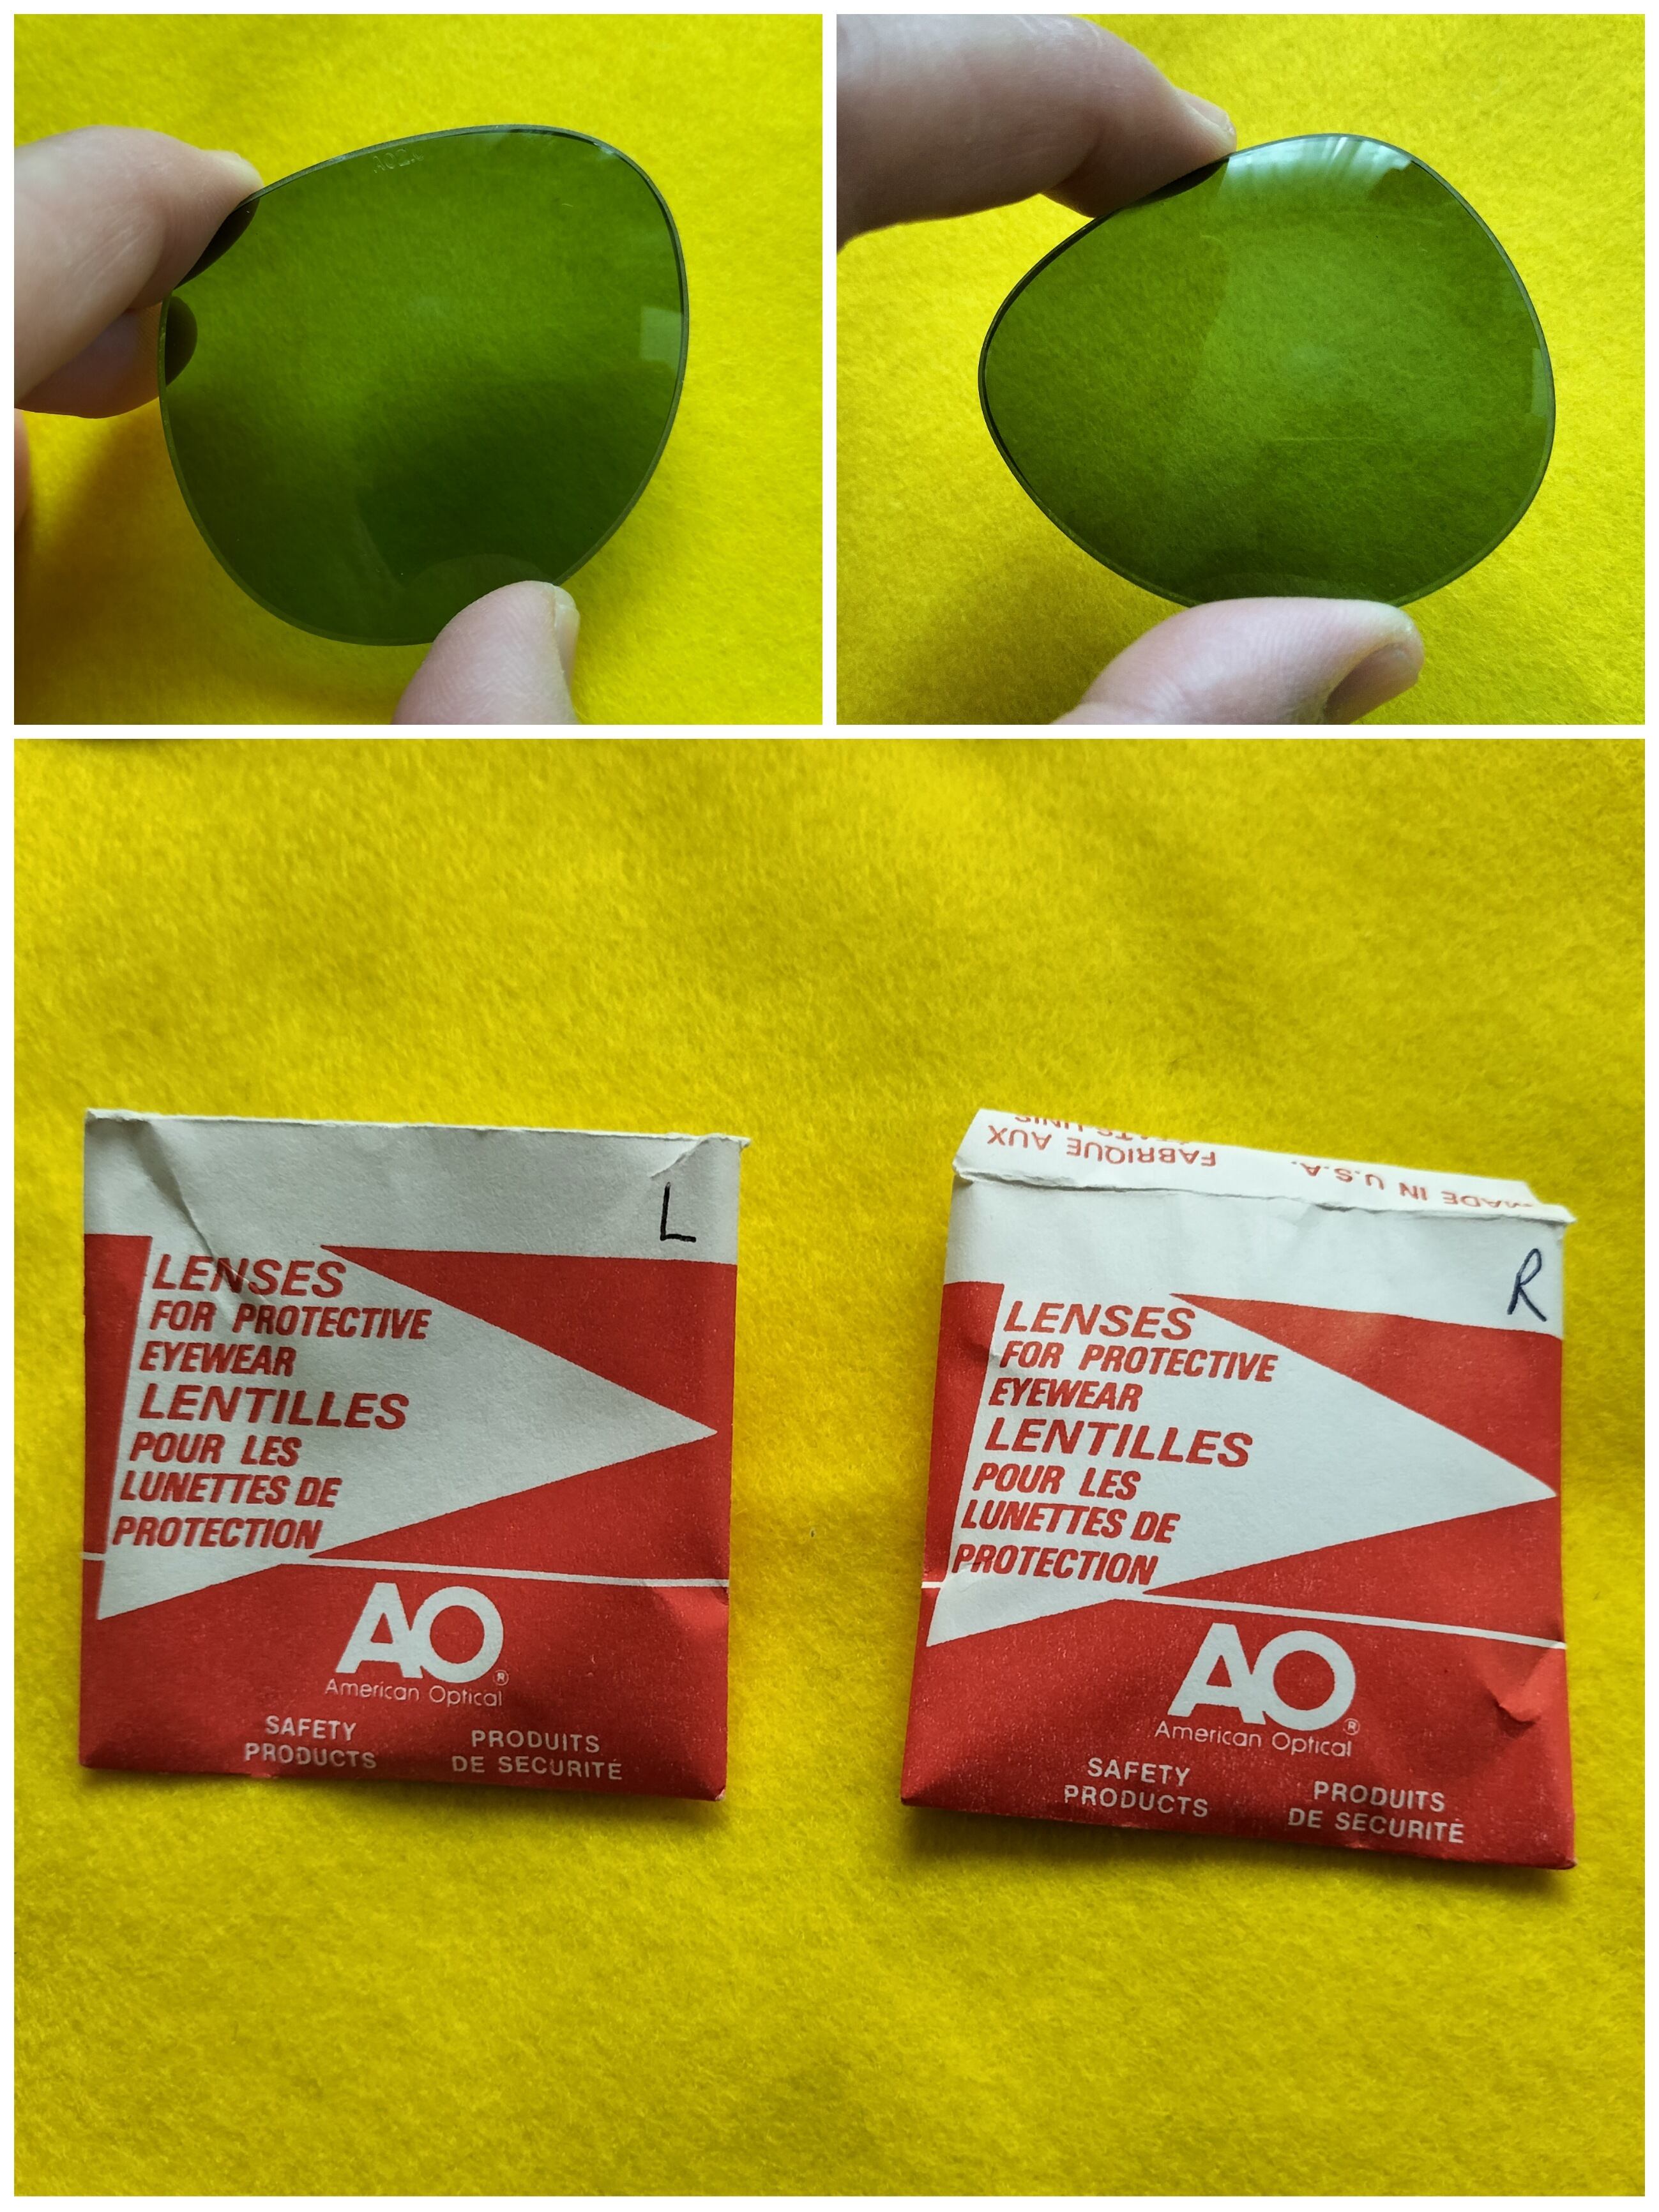 L
LENSES
FOR PROTECTIVE
EYEWEAR
LENTILLES
POUR LES
LUNETTES DE
PROTECTION
AO®
American Optical
SAFETY PRODUCTS
PRODUITS DE SECURITÉ
MADE IN U.S.A.
FABRIQUE AUX
R
LENSES
FOR PROTECTIVE
EYEWEAR
LENTILLES
POUR LES
LUNETTES DE
PROTECTION
AO®
American Optical
SAFETY PRODUCTS
PRODUITS DE SECURITÉ